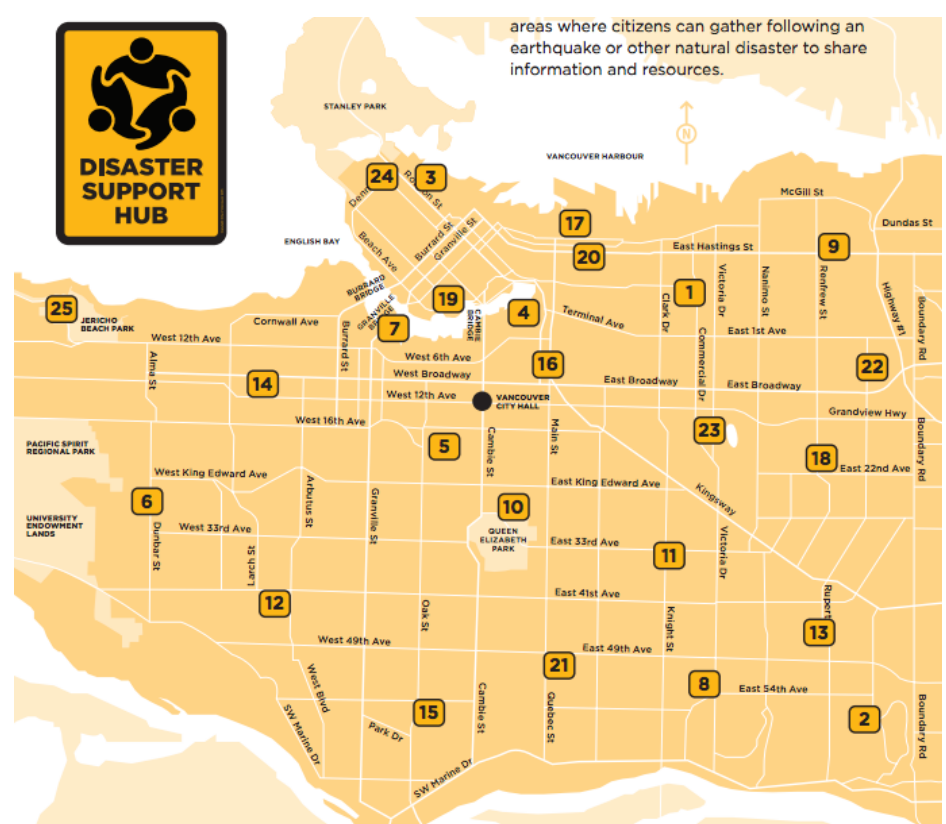 areas where citizens can gather following an
earthquake or other natural disaster to share
information and resources.
DISASTER
SUPPORT
HUB
STANLEY PARK
N
VANCOUVER HARBOUR
24
3
Robson St
Denman
McGill St
17
Dundas St
ENGLISH BAY
Beach Ave
Burrard St
Granville St
East Hastings St
9
20
BURRARD
BRIDGE
19
1
Victoria Dr
Nanimo St
Renfrew St
Highway #1
25
JERICHO
BEACH PARK
GRANVILLE
BRIDGE
CAMBIE
BRIDGE
4
Clark Dr
Boundary Rd
Cornwall Ave
Burrard St
7
Terminal Ave
East 1st Ave
West 12th Ave
Commercial Dr
Alma St
West 6th Ave
16
22
14
West Broadway
East Broadway
East Broadway
West 12th Ave
VANCOUVER
CITY HALL
Grandview Hwy
West 16th Ave
Main St
23
Boundary Rd
PACIFIC SPIRIT
REGIONAL PARK
5
Cambie St
18
East 22nd Ave
West King Edward Ave
East King Edward Ave
Kingsway
6
Arbutus St
Granville St
10
UNIVERSITY
ENDOWMENT
LANDS
Dunbar St
West 33rd Ave
QUEEN
ELIZABETH
PARK
East 33rd Ave
11
Victoria Dr
Larch St
12
East 41st Ave
Rupert
Oak St
Knight St
13
West 49th Ave
East 49th Ave
21
West Blvd
8
East 54th Ave
15
Cambie St
Quebec St
2
Boundary Rd
SW Marine Dr
Park Dr
SW Marine Dr